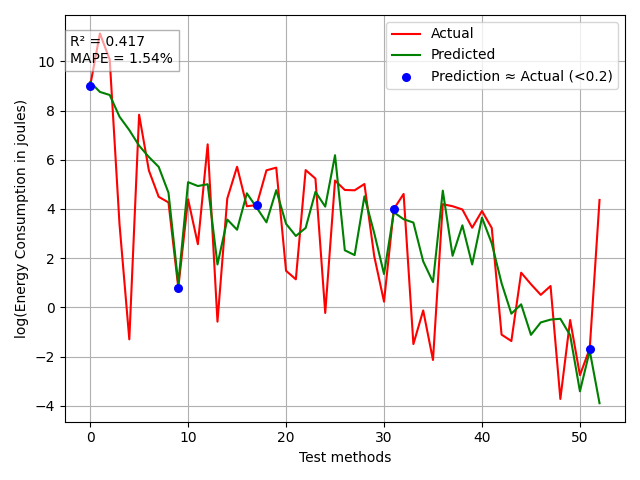 R² = 0.417
MAPE = 1.54%
Actual
Predicted
Prediction ≈ Actual (<0.2)
log(Energy Consumption in joules)
10
8
6
4
2
0
−2
−4
0 10 20 30 40 50
Test methods